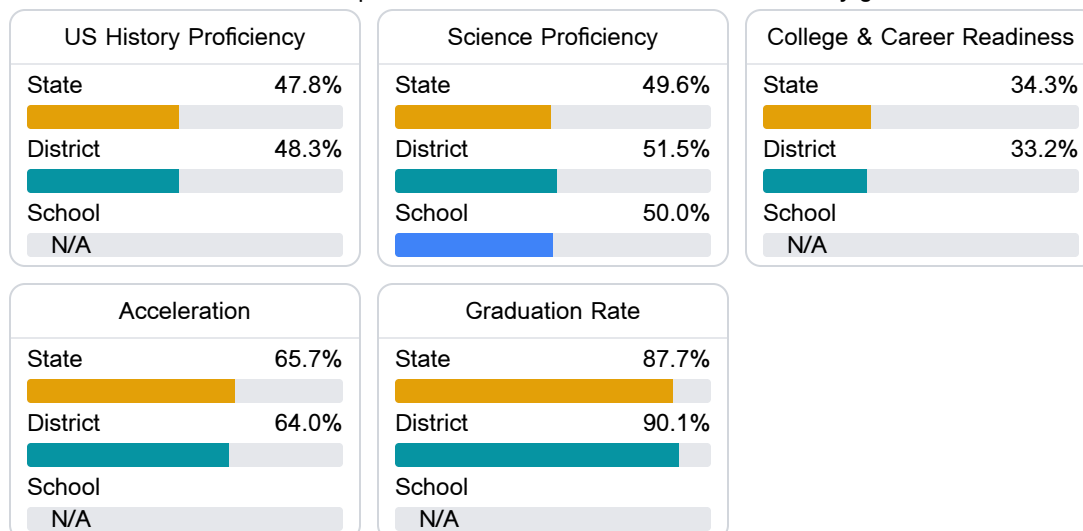 US History Proficiency
State 47.8%
District 48.3%
School
N/A
Science Proficiency
State 49.6%
District 51.5%
School 50.0%
College & Career Readiness
State 34.3%
District 33.2%
School
N/A
Acceleration
State 65.7%
District 64.0%
School
N/A
Graduation Rate
State 87.7%
District 90.1%
School
N/A